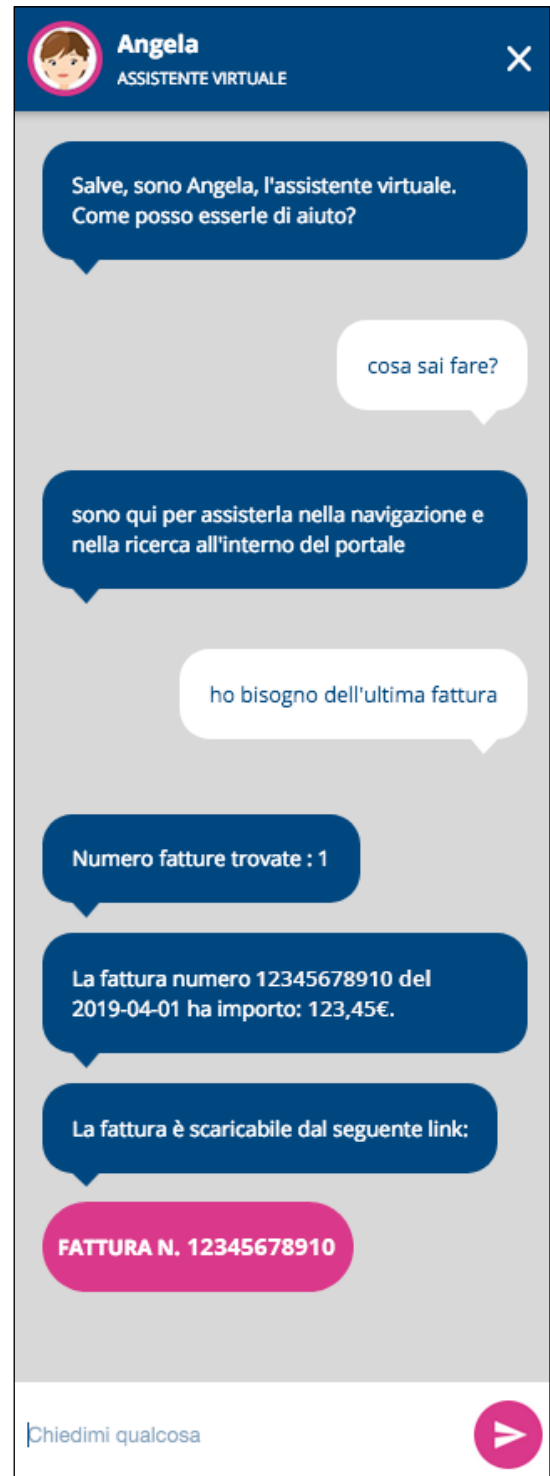 Angela
ASSISTENTE VIRTUALE
Salve, sono Angela, l'assistente virtuale.
Come posso esserle di aiuto?
cosa sai fare?
sono qui per assisterla nella navigazione e
nella ricerca all'interno del portale
ho bisogno dell'ultima fattura
Numero fatture trovate : 1
La fattura numero 12345678910 del
2019-04-01 ha importo: 123,45€.
La fattura è scaricabile dal seguente link:
FATTURA N. 12345678910
Chiedimi qualcosa